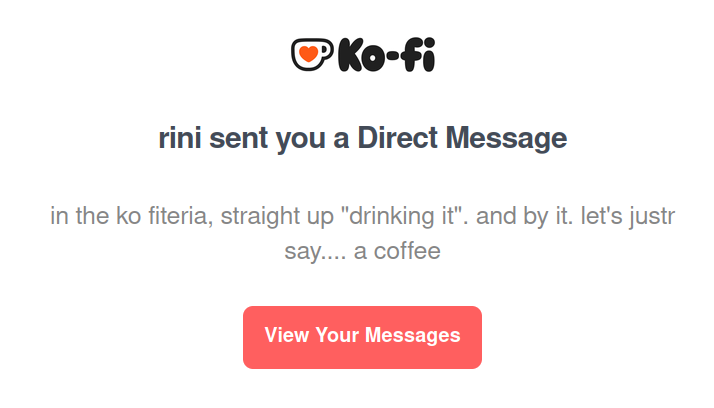 Ko-fi
rini sent you a Direct Message
in the ko fiteria, straight up "drinking it". and by it. let's justr
say.... a coffee
View Your Messages